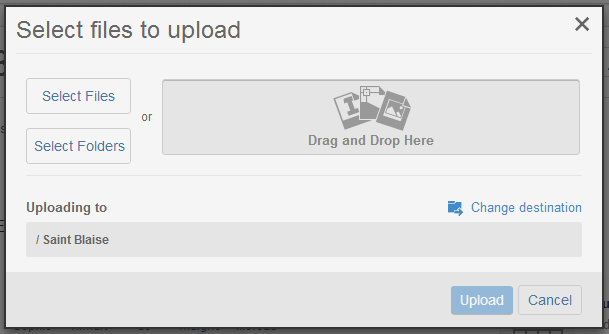 Select files to upload
Select Files
or
Select Folders
Drag and Drop Here
Uploading to
Change destination
/ Saint Blaise
Upload
Cancel